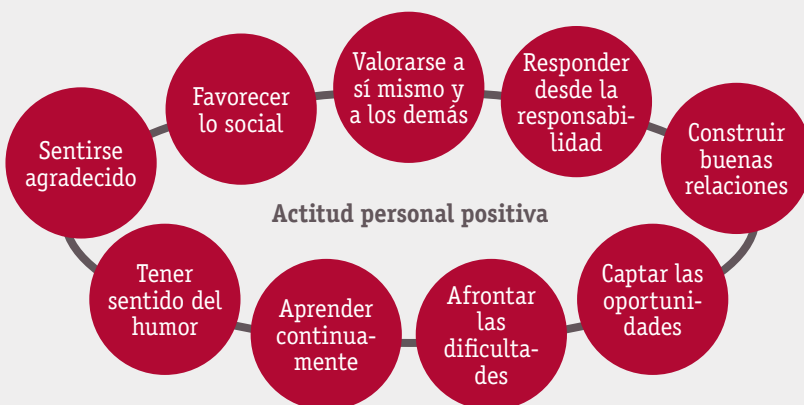 Sentirse
agradecido
Favorecer
lo social
Valorarse a
sí mismo y
a los demás
Responder
desde la
responsabi-
lidad
Construir
buenas
relaciones
Actitud personal positiva
Tener
sentido del
humor
Aprender
continua-
mente
Afrontar
las
dificulta-
des
Captar las
oportuni-
dades